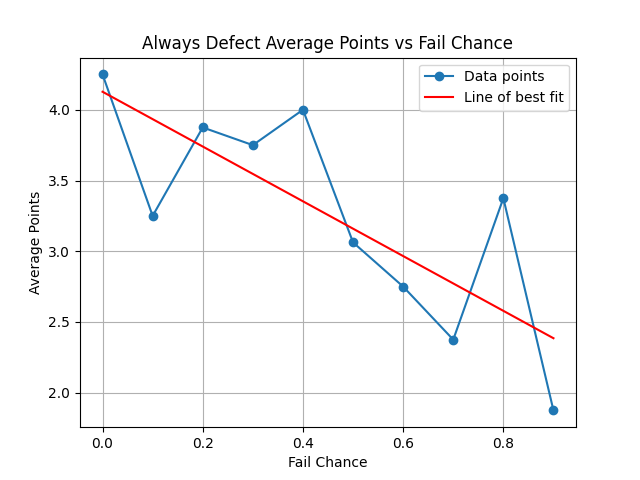 Always Defect Average Points vs Fail Chance
Data points
Line of best fit
4.0
3.5
3.0
2.5
2.0
Average Points
0.0 0.2 0.4 0.6 0.8
Fail Chance